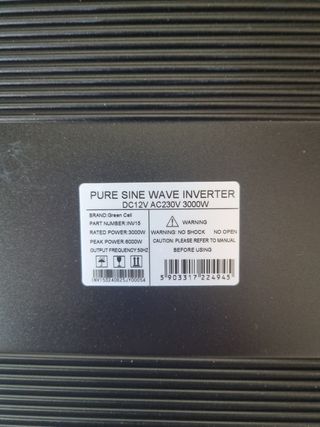 PURE SINE WAVE INVERTER
DC12V AC230V 3000W
BRAND:Green Cell
PART NUMBER:INV15
RATED POWER:3000W
PEAK POWER:6000W
OUTPUT FREQUENCY:50HZ
WARNING
WARNING: NO SHOCK NO OPEN
CAUTION: PLEASE REFER TO MANUAL
BEFORE USING
INV15324082SJY00054
5 903317 224945